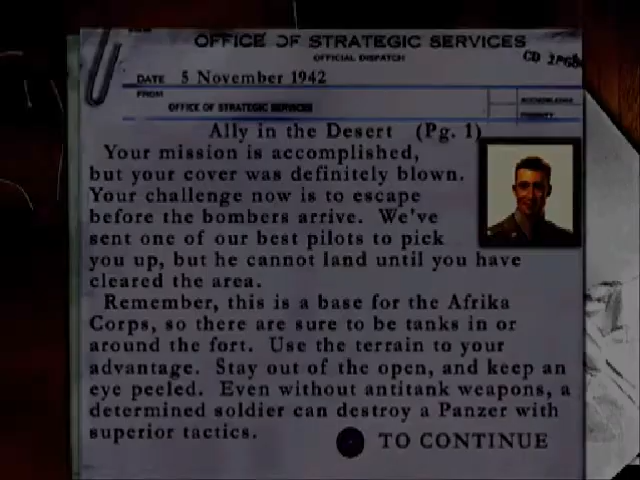 OFFICE OF STRATEGIC SERVICES
OFFICIAL DISPATCH
DATE 5 November 1942
FROM
OFFICE OF STRATEGIC SERVICES
Ally in the Desert (Pg. 1)
Your mission is accomplished,
but your cover was definitely blown.
Your challenge now is to escape
before the bombers arrive. We've
sent one of our best pilots to pick
you up, but he cannot land until you have
cleared the area.
Remember, this is a base for the Afrika
Corps, so there are sure to be tanks in or
around the fort. Use the terrain to your
advantage. Stay out of the open, and keep an
eye peeled. Even without antitank weapons, a
determined soldier can destroy a Panzer with
superior tactics.
TO CONTINUE